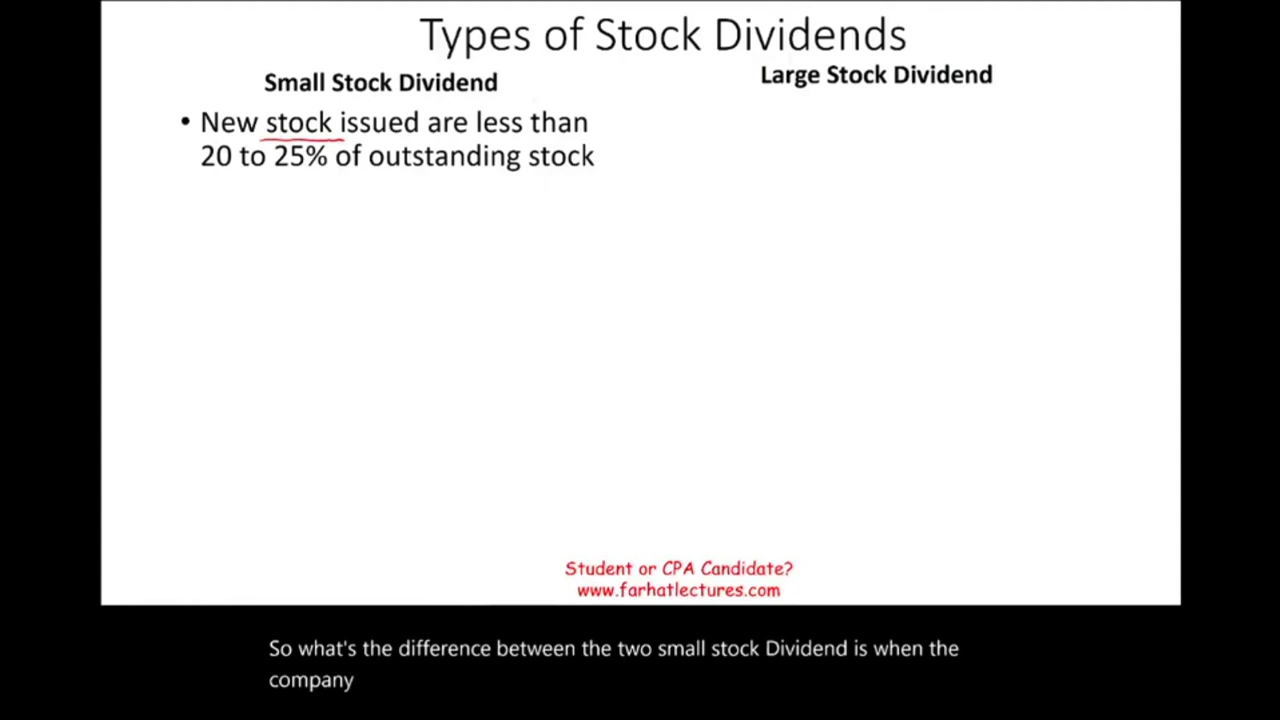 Types of Stock Dividends
Small Stock Dividend
Large Stock Dividend
• New stock issued are less than
20 to 25% of outstanding stock
Student or CPA Candidate?
www.farhatlectures.com
So what's the difference between the two small stock Dividend is when the
company